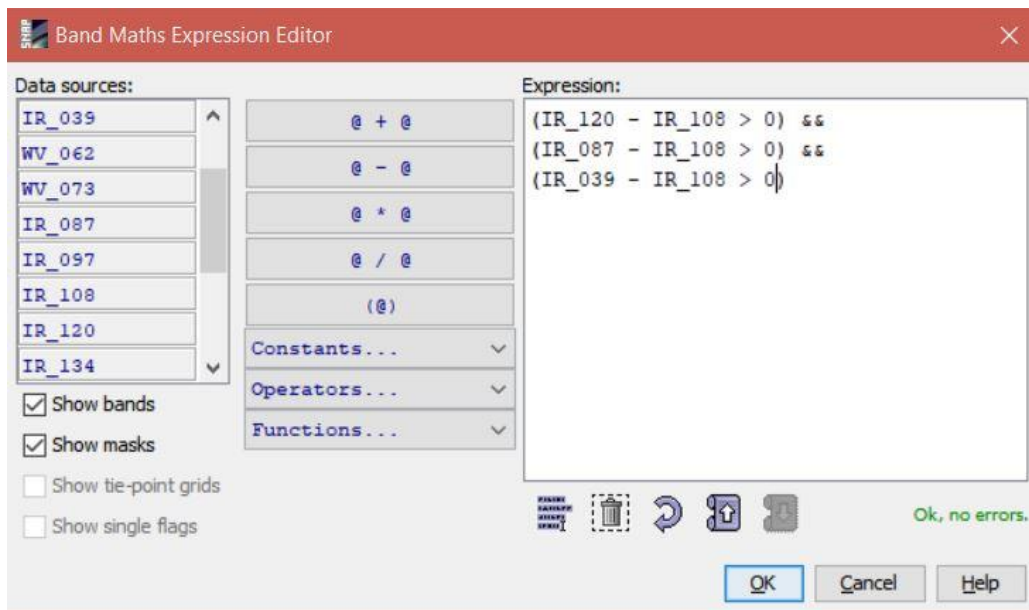 SNAP
Band Maths Expression Editor
Data sources:
IR_039
WV_062
WV_073
IR_087
IR_097
IR_108
IR_120
IR_134
Show bands
Show masks
Show tie-point grids
Show single flags
@ + @
@ - @
@ * @
@ / @
(@)
Constants...
Operators...
Functions...
Expression:
(IR_120 - IR_108 > 0) &&
(IR_087 - IR_108 > 0) &&
(IR_039 - IR_108 > 0)
Ok, no errors.
OK
Cancel
Help